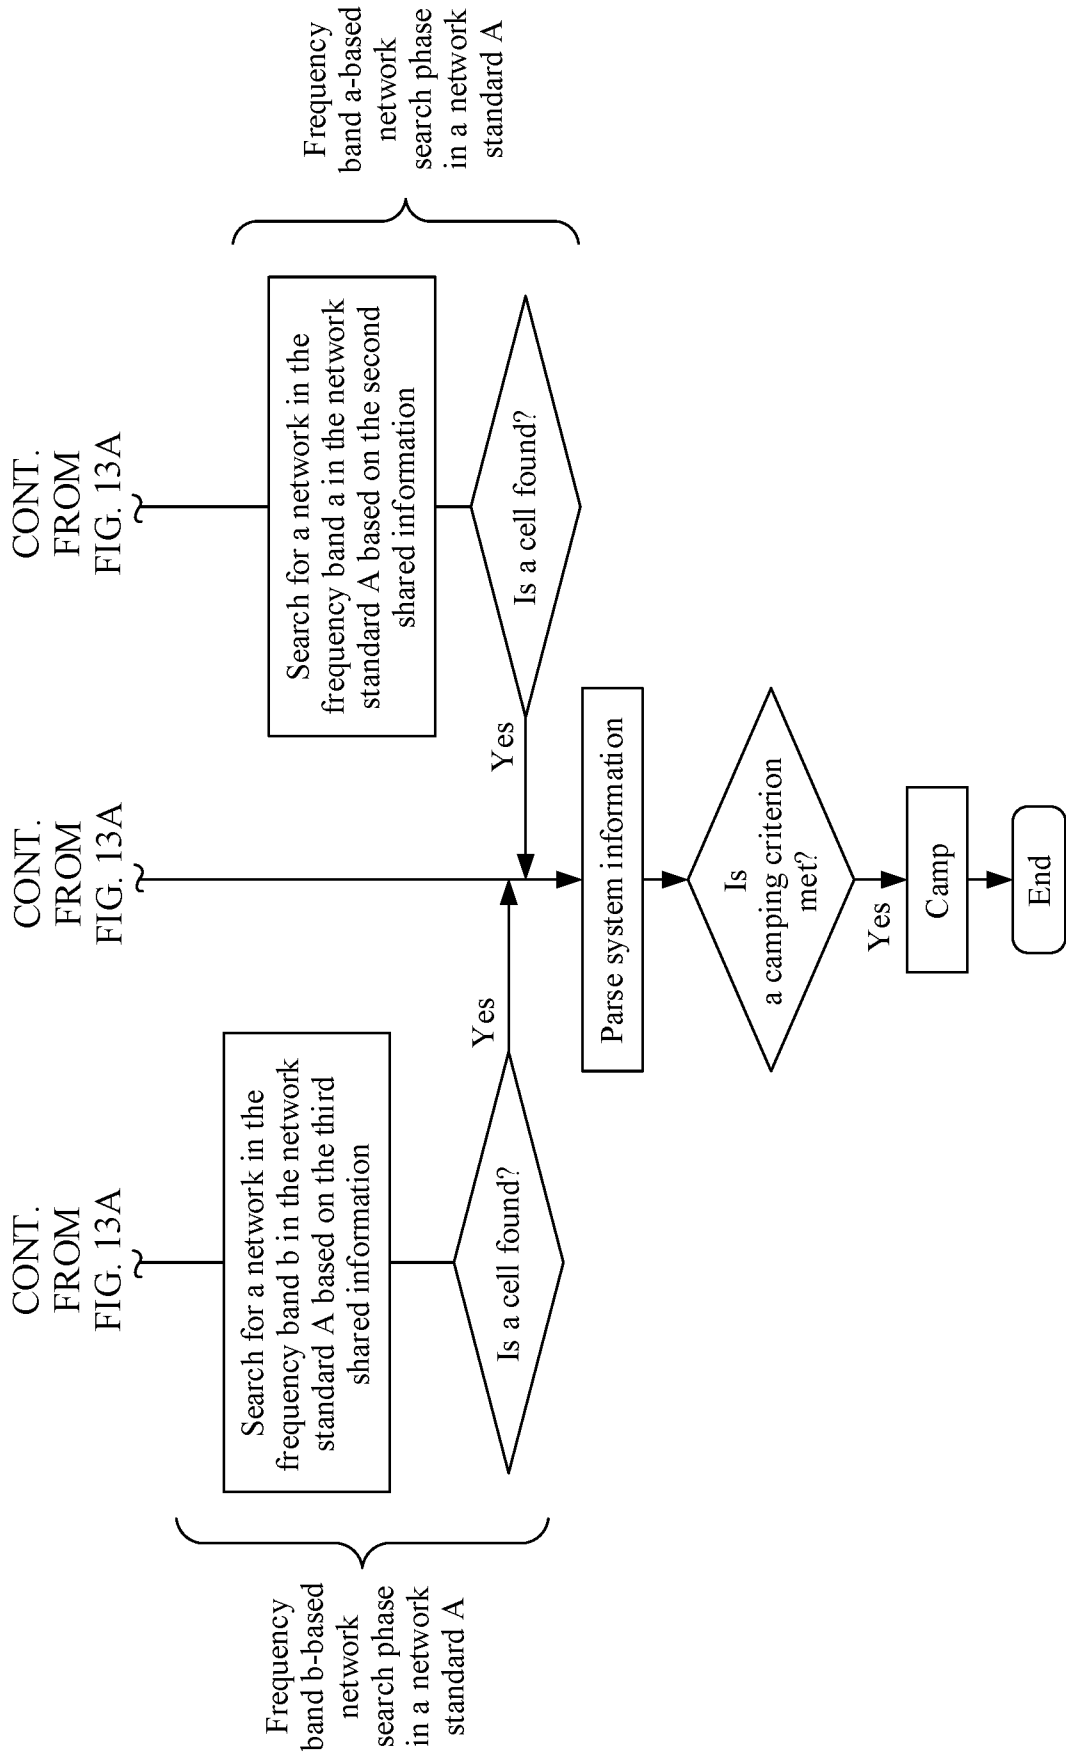 CONT.
FROM
FIG. 13A
CONT.
FROM
FIG. 13A
CONT.
FROM
FIG. 13A
Frequency
band b-based
network
search phase
in a network
standard A
Search for a network in the
frequency band b in the network
standard A based on the third
shared information
Is a cell found?
Yes
Search for a network in the
frequency band a in the network
standard A based on the second
shared information
Is a cell found?
Yes
Frequency
band a-based
network
search phase
in a network
standard A
Parse system information
Is
a camping criterion
met?
Yes
Camp
End